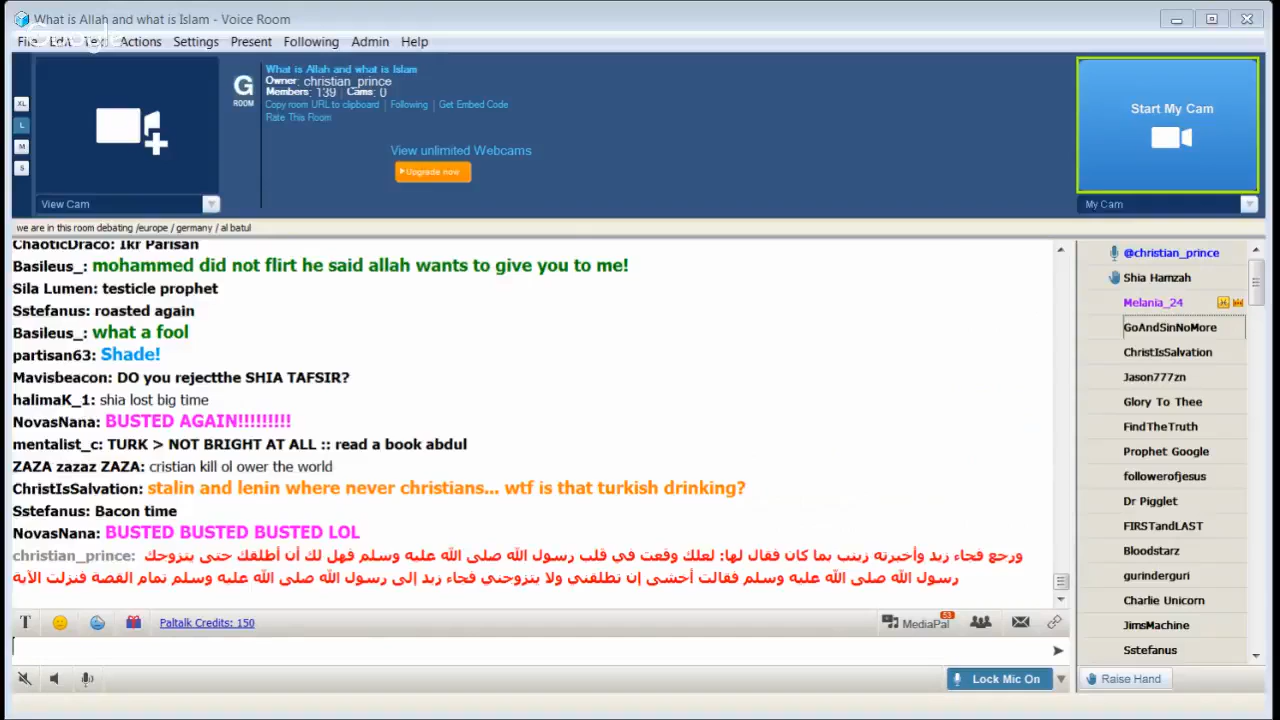 What is Allah and what is Islam - Voice Room
Google
File Edit Text Actions Settings Present Following Admin Help
XL
L
M
S
View Cam
G
ROOM
What is Allah and what is Islam
Owner: christian_prince
Members: 139 Cams: 0
Copy room URL to clipboard | Following | Get Embed Code
Rate This Room
View unlimited Webcams
Upgrade now
Start My Cam
My Cam
we are in this room debating /europe / germany / al batul
ChaoticDraco: Ikr Parisan
Basileus_: mohammed did not flirt he said allah wants to give you to me!
Sila Lumen: testicle prophet
Sstefanus: roasted again
Basileus_: what a fool
partisan63: Shade!
Mavisbeacon: DO you rejectthe SHIA TAFSIR?
halimaK_1: shia lost big time
NovasNana: BUSTED AGAIN!!!!!!!!!
mentalist_c: TURK > NOT BRIGHT AT ALL :: read a book abdul
ZAZA zazaz ZAZA: cristian kill ol ower the world
ChristIsSalvation: stalin and lenin where never christians... wtf is that turkish drinking?
Sstefanus: Bacon time
NovasNana: BUSTED BUSTED BUSTED LOL
christian_prince: ورجع زيد وأخبرته زينب بما كان فقال لها: لعلك وقعت في قلب رسول الله صلى الله عليه وسلم فهل لك أن أطلقك حتى يتزوجك
رسول الله صلى الله عليه وسلم فقالت أخشى إن تطلقني ولا يتزوجني فجاء زيد إلى رسول الله صلى الله عليه وسلم تمام القصة فنزلت الآية
@christian_prince
Shia Hamzah
Melania_24
GoAndSinNoMore
ChristIsSalvation
Jason777zn
Glory To Thee
FindTheTruth
Prophet Google
followerofjesus
Dr Pigglet
FIRSTandLAST
Bloodstarz
gurinderguri
Charlie Unicorn
JimsMachine
Sstefanus
T
Paltalk Credits: 150
MediaPal 53
Lock Mic On
Raise Hand